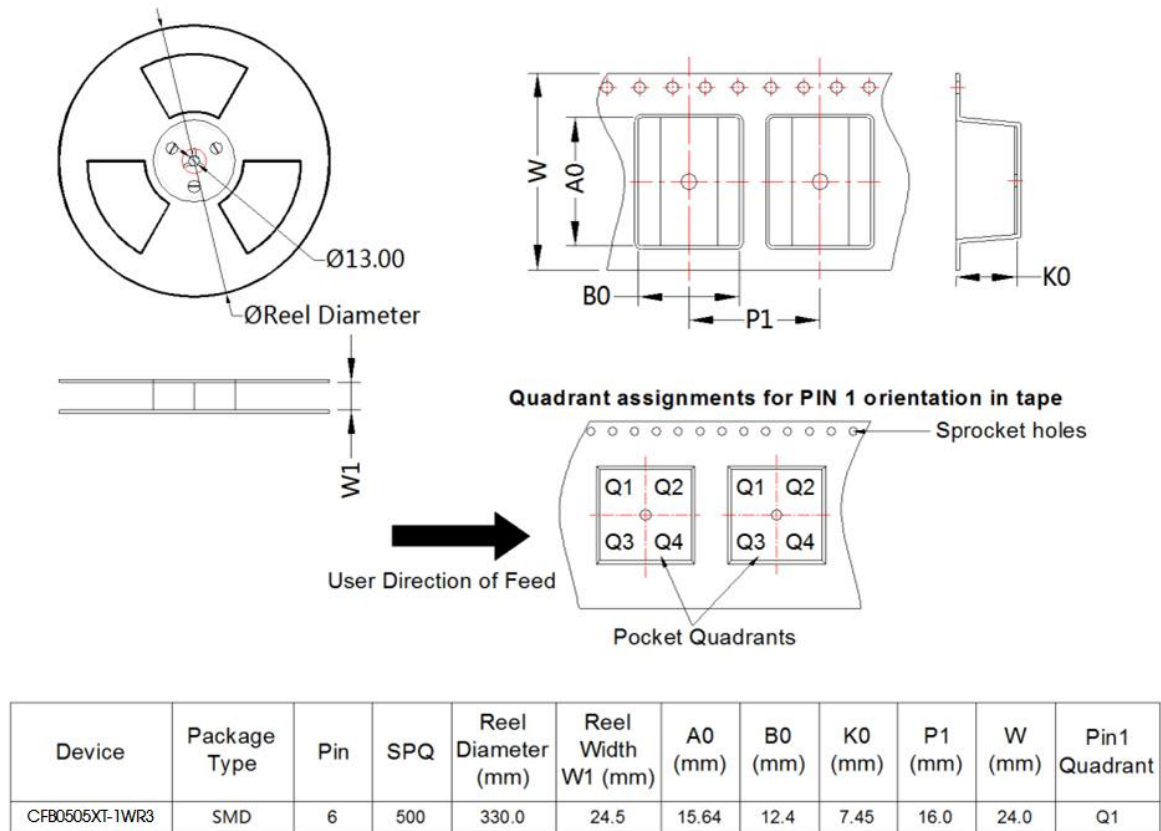 W
A0
Ø13.00
ØReel Diameter
B0
P1
K0
W1
Quadrant assignments for PIN 1 orientation in tape
Sprocket holes
Q1 Q2 Q1 Q2
Q3 Q4 Q3 Q4
User Direction of Feed
Pocket Quadrants
Device
Package Type
Pin
SPQ
Reel Diameter (mm)
Reel Width W1 (mm)
A0 (mm)
B0 (mm)
K0 (mm)
P1 (mm)
W (mm)
Pin1 Quadrant
CFB0505XT-1WR3 SMD 6 500 330.0 24.5 15.64 12.4 7.45 16.0 24.0 Q1